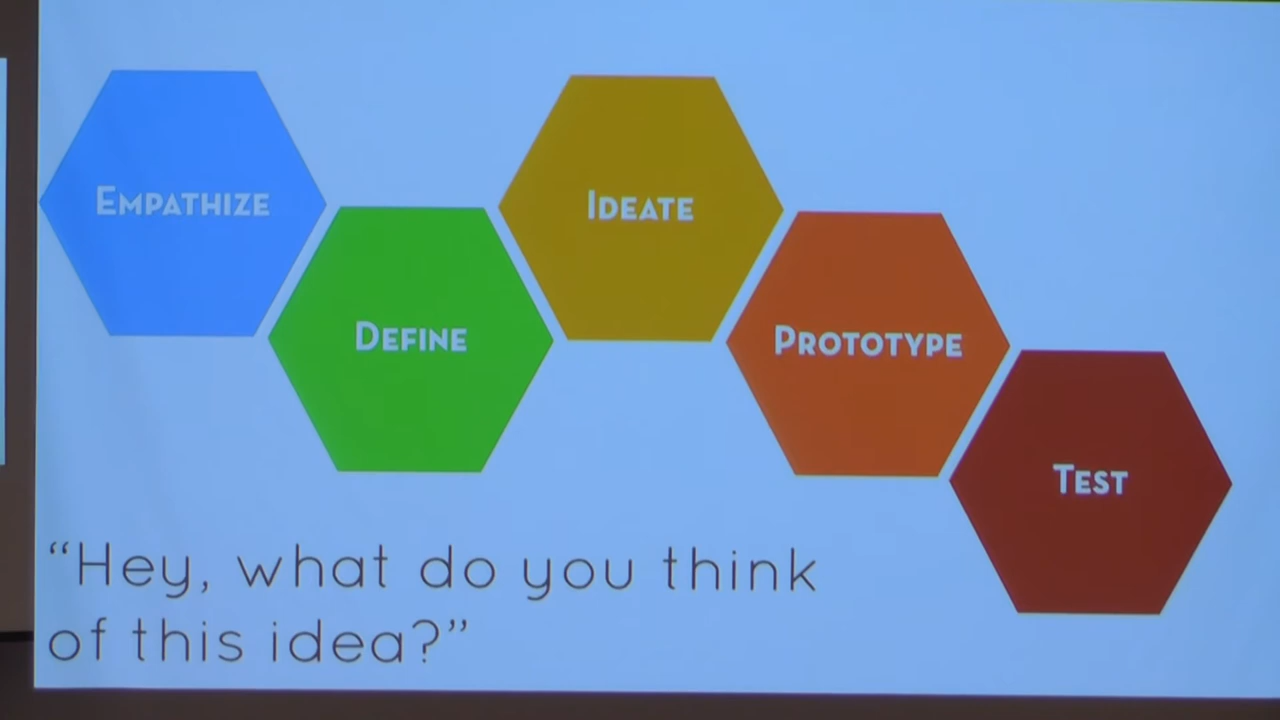 EMPATHIZE
DEFINE
IDEATE
PROTOTYPE
TEST
“Hey, what do you think
of this idea?”